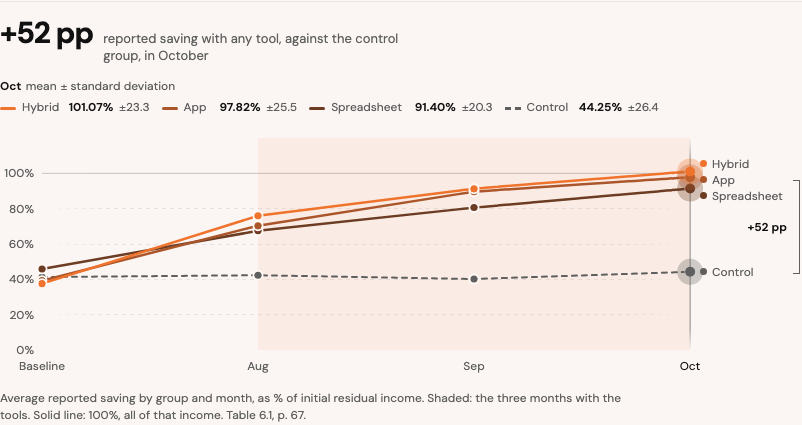 +52 pp reported saving with any tool, against the control
group, in October
Oct mean ± standard deviation
Hybrid 101.07% ±23.3 App 97.82% ±25.5 Spreadsheet 91.40% ±20.3 Control 44.25% ±26.4
100%
80%
60%
40%
20%
0%
Hybrid
App
Spreadsheet
+52 pp
Control
Baseline Aug Sep Oct
Average reported saving by group and month, as % of initial residual income. Shaded: the three months with the
tools. Solid line: 100%, all of that income. Table 6.1, p. 67.